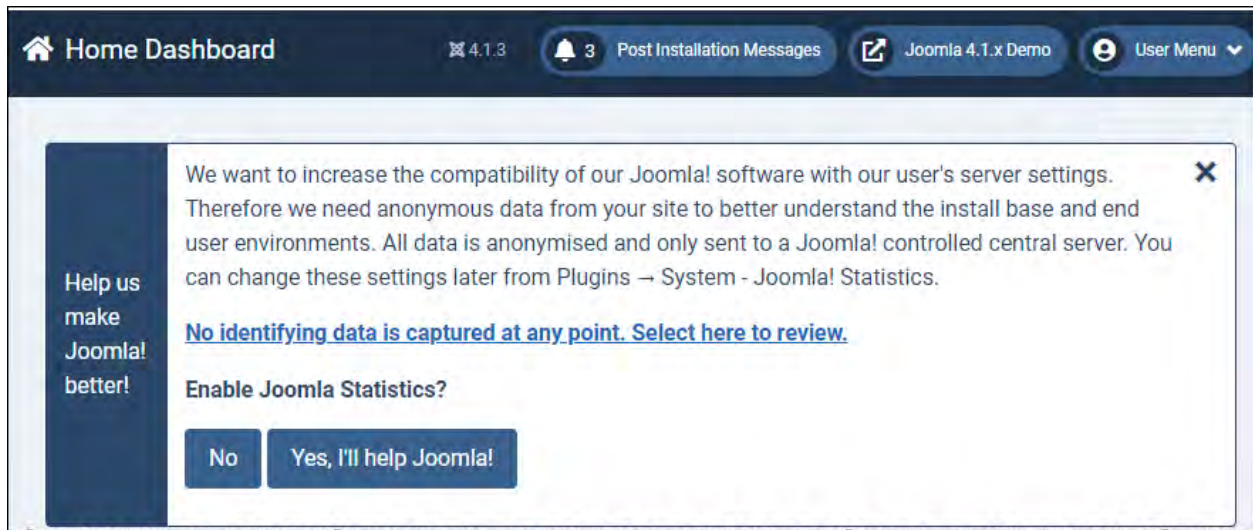 Home Dashboard 4.1.3 3 Post Installation Messages Joomla 4.1.x Demo User Menu
We want to increase the compatibility of our Joomla! software with our user's server settings.
Therefore we need anonymous data from your site to better understand the install base and end
user environments. All data is anonymised and only sent to a Joomla! controlled central server. You
can change these settings later from Plugins → System - Joomla! Statistics.
Help us
make
Joomla!
better!
No identifying data is captured at any point. Select here to review.
Enable Joomla Statistics?
No Yes, I'll help Joomla!